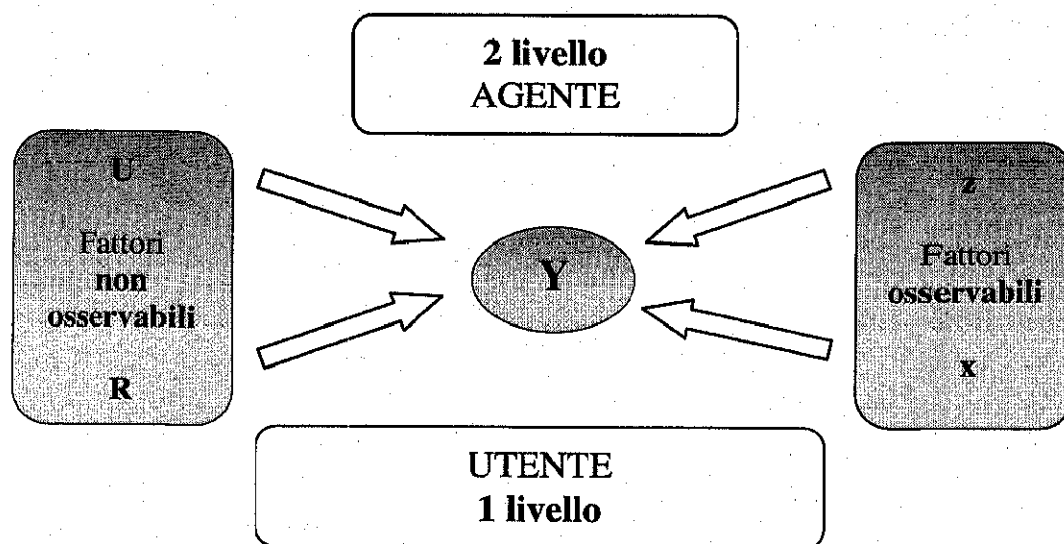 2 livello
AGENTE
U
Fattori
non
osservabili
R
Y
z
Fattori
osservabili
x
UTENTE
1 livello